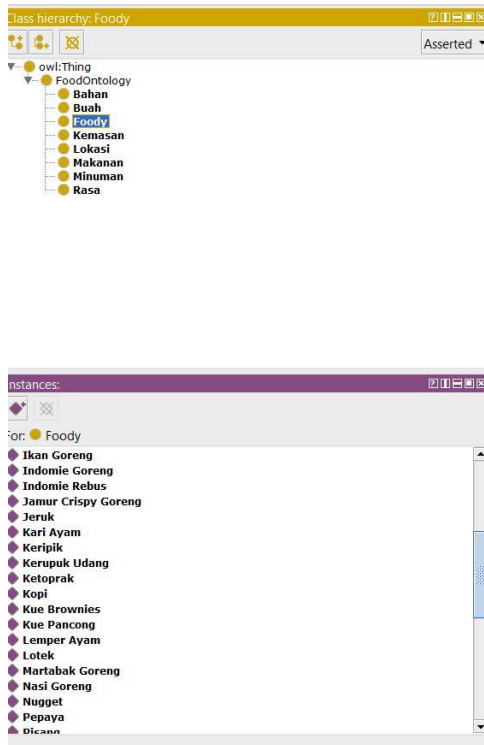 Class hierarchy: Foody
Asserted
owl:Thing
FoodOntology
Bahan
Buah
Foody
Kemasan
Lokasi
Makanan
Minuman
Rasa
nstances:
For: Foody
Ikan Goreng
Indomie Goreng
Indomie Rebus
Jamur Crispy Goreng
Jeruk
Kari Ayam
Keripik
Kerupuk Udang
Ketoprak
Kopi
Kue Brownies
Kue Pancong
Lemper Ayam
Lotek
Martabak Goreng
Nasi Goreng
Nugget
Pepaya
Pisang